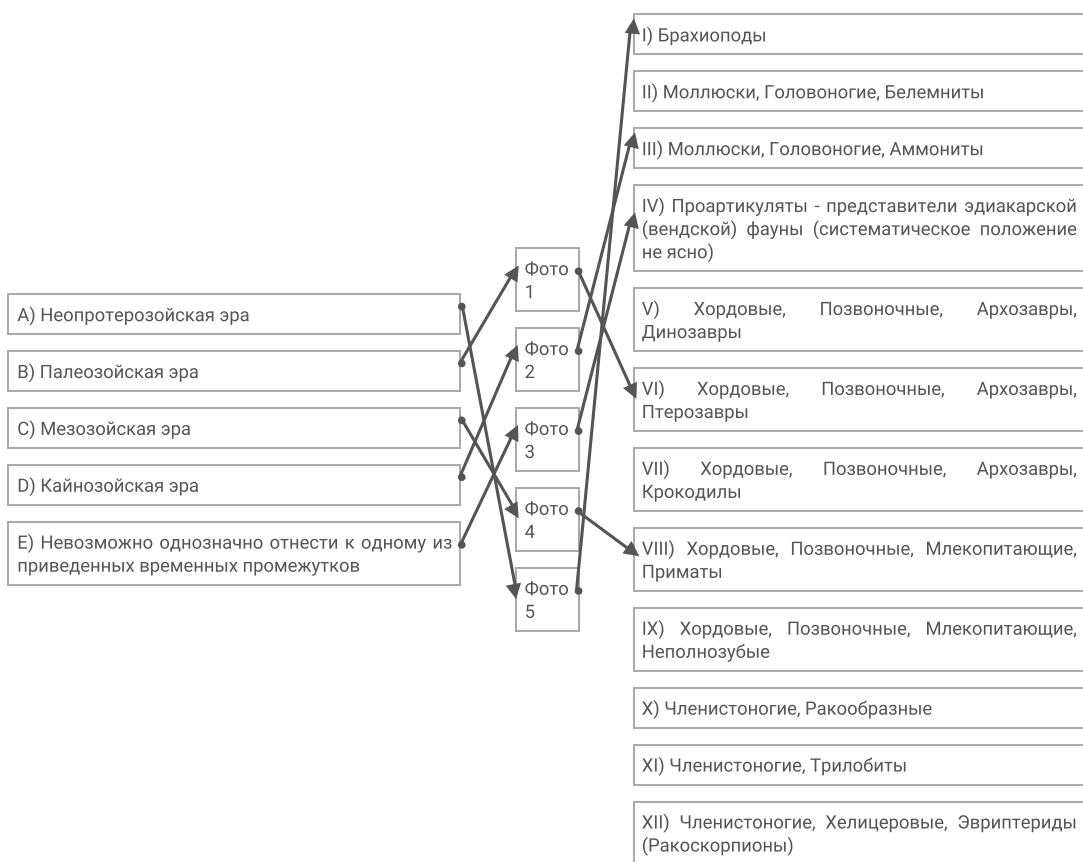 A) Неопротерозойская эра
B) Палеозойская эра
C) Мезозойская эра
D) Кайнозойская эра
E) Невозможно однозначно отнести к одному из
приведенных временных промежутков
Фото
1
Фото
2
Фото
3
Фото
4
Фото
5
I) Брахиоподы
II) Моллюски, Головоногие, Белемниты
III) Моллюски, Головоногие, Аммониты
IV) Проартикуляты - представители эдиакарской
(вендской) фауны (систематическое положение
не ясно)
V) Хордовые, Позвоночные, Архозавры,
Динозавры
VI) Хордовые, Позвоночные, Архозавры,
Птерозавры
VII) Хордовые, Позвоночные, Архозавры,
Крокодилы
VIII) Хордовые, Позвоночные, Млекопитающие,
Приматы
IX) Хордовые, Позвоночные, Млекопитающие,
Неполнозубые
X) Членистоногие, Ракообразные
XI) Членистоногие, Трилобиты
XII) Членистоногие, Хелицеровые, Эвриптериды
(Ракоскорпионы)